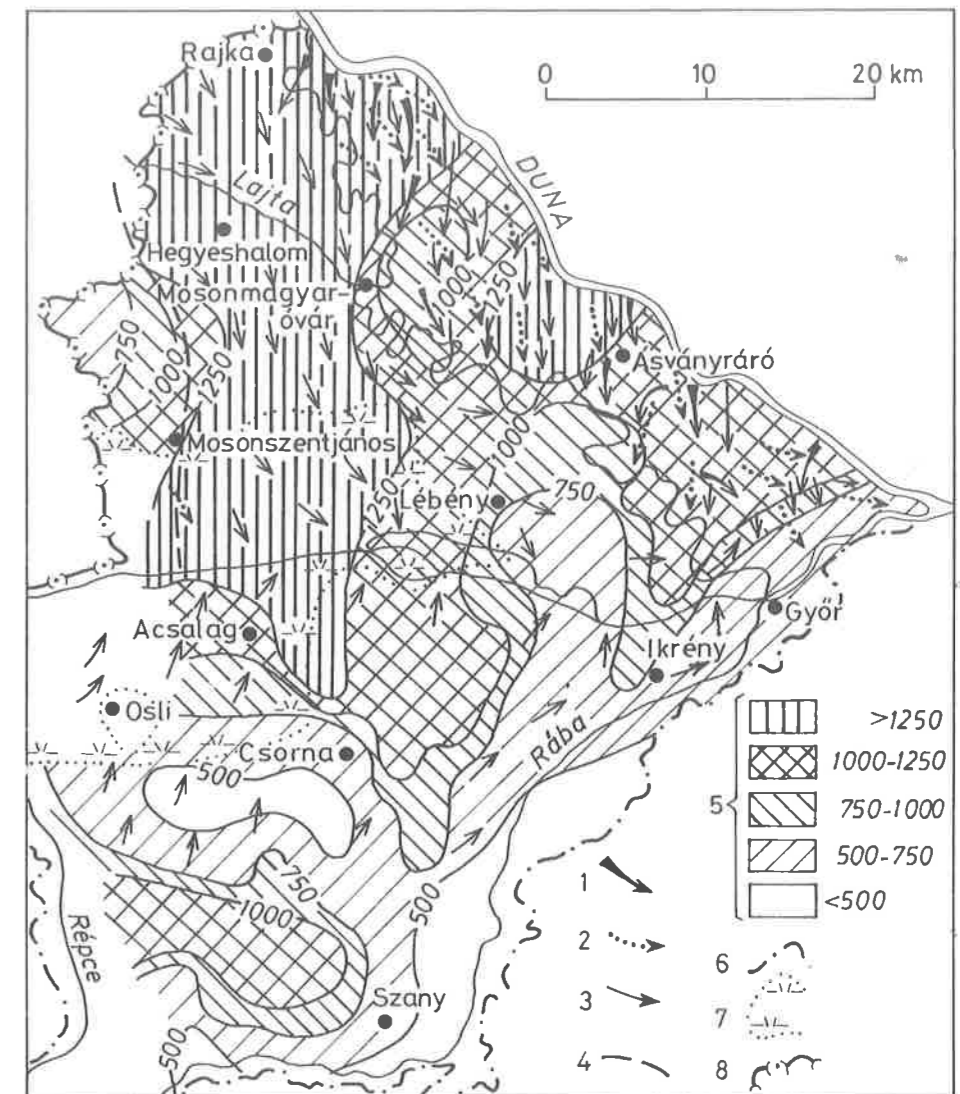 Rajka
0 10 20 km
DUNA
Lajta
Hegyeshalom
Mosonmagyar-
óvár
1000
1250
750
1000
1250
Ásványráró
Mosonszentjános
1000
1250
Lébény
750
Acsalag
Győr
Ikrény
Osli
Rába
Csorna
500
750
1000
500
Répce
Szany
500
5
>1250
1000-1250
750-1000
500-750
<500
1
2
3
4
6
7
8